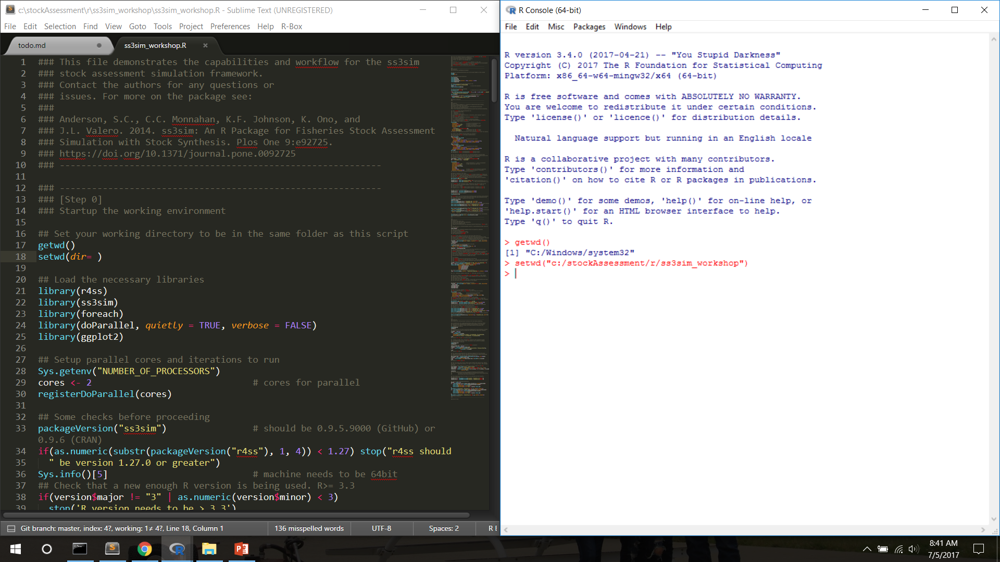 c:\stockAssessment\r\ss3sim_workshop\ss3sim_workshop.R - Sublime Text (UNREGISTERED)
File Edit Selection Find View Goto Tools Project Preferences Help R-Box
todo.md
ss3sim_workshop.R
1 ### This file demonstrates the capabilities and workflow for the ss3sim
2 ### stock assessment simulation framework.
3 ### Contact the authors for any questions or
4 ### issues. For more on the package see:
5 ###
6 ### Anderson, S.C., C.C. Monnahan, K.F. Johnson, K. Ono, and
7 ### J.L. Valero. 2014. ss3sim: An R Package for Fisheries Stock Assessment
8 ### Simulation with Stock Synthesis. Plos One 9:e92725.
9 ### https://doi.org/10.1371/journal.pone.0092725
10 ### ------------------------------------------------------------
11
12 ### ------------------------------------------------------------
13 ### [Step 0]
14 ### Startup the working environment
15
16 ## Set your working directory to be in the same folder as this script
17 getwd()
18 setwd(dir= )
19
20 ## Load the necessary libraries
21 library(r4ss)
22 library(ss3sim)
23 library(foreach)
24 library(doParallel, quietly = TRUE, verbose = FALSE)
25 library(ggplot2)
26
27 ## Setup parallel cores and iterations to run
28 Sys.getenv("NUMBER_OF_PROCESSORS")
29 cores <- 2 # cores for parallel
30 registerDoParallel(cores)
31
32 ## Some checks before proceeding
33 packageVersion("ss3sim") # should be 0.9.5.9000 (GitHub) or
0.9.6 (CRAN)
34 if(as.numeric(substr(packageVersion("r4ss"), 1, 4)) < 1.27) stop("r4ss should
35 " be version 1.27.0 or greater")
36 Sys.info()[5] # machine needs to be 64bit
37 ## Check that a new enough R version is being used. R>= 3.3
38 if(version$major != "3" | as.numeric(version$minor) < 3)
39 stop('R version needs to be > 3.3')
Git branch: master, index: 4?, working: 1≠ 4?, Line 18, Column 1
136 misspelled words
UTF-8
Spaces: 2
R Console (64-bit)
File Edit Misc Packages Windows Help
R version 3.4.0 (2017-04-21) -- "You Stupid Darkness"
Copyright (C) 2017 The R Foundation for Statistical Computing
Platform: x86_64-w64-mingw32/x64 (64-bit)
R is free software and comes with ABSOLUTELY NO WARRANTY.
You are welcome to redistribute it under certain conditions.
Type 'license()' or 'licence()' for distribution details.
Natural language support but running in an English locale
R is a collaborative project with many contributors.
Type 'contributors()' for more information and
'citation()' on how to cite R or R packages in publications.
Type 'demo()' for some demos, 'help()' for on-line help, or
'help.start()' for an HTML browser interface to help.
Type 'q()' to quit R.
> getwd()
[1] "C:/Windows/system32"
> setwd("c:/stockAssessment/r/ss3sim_workshop")
>
8:41 AM
7/5/2017